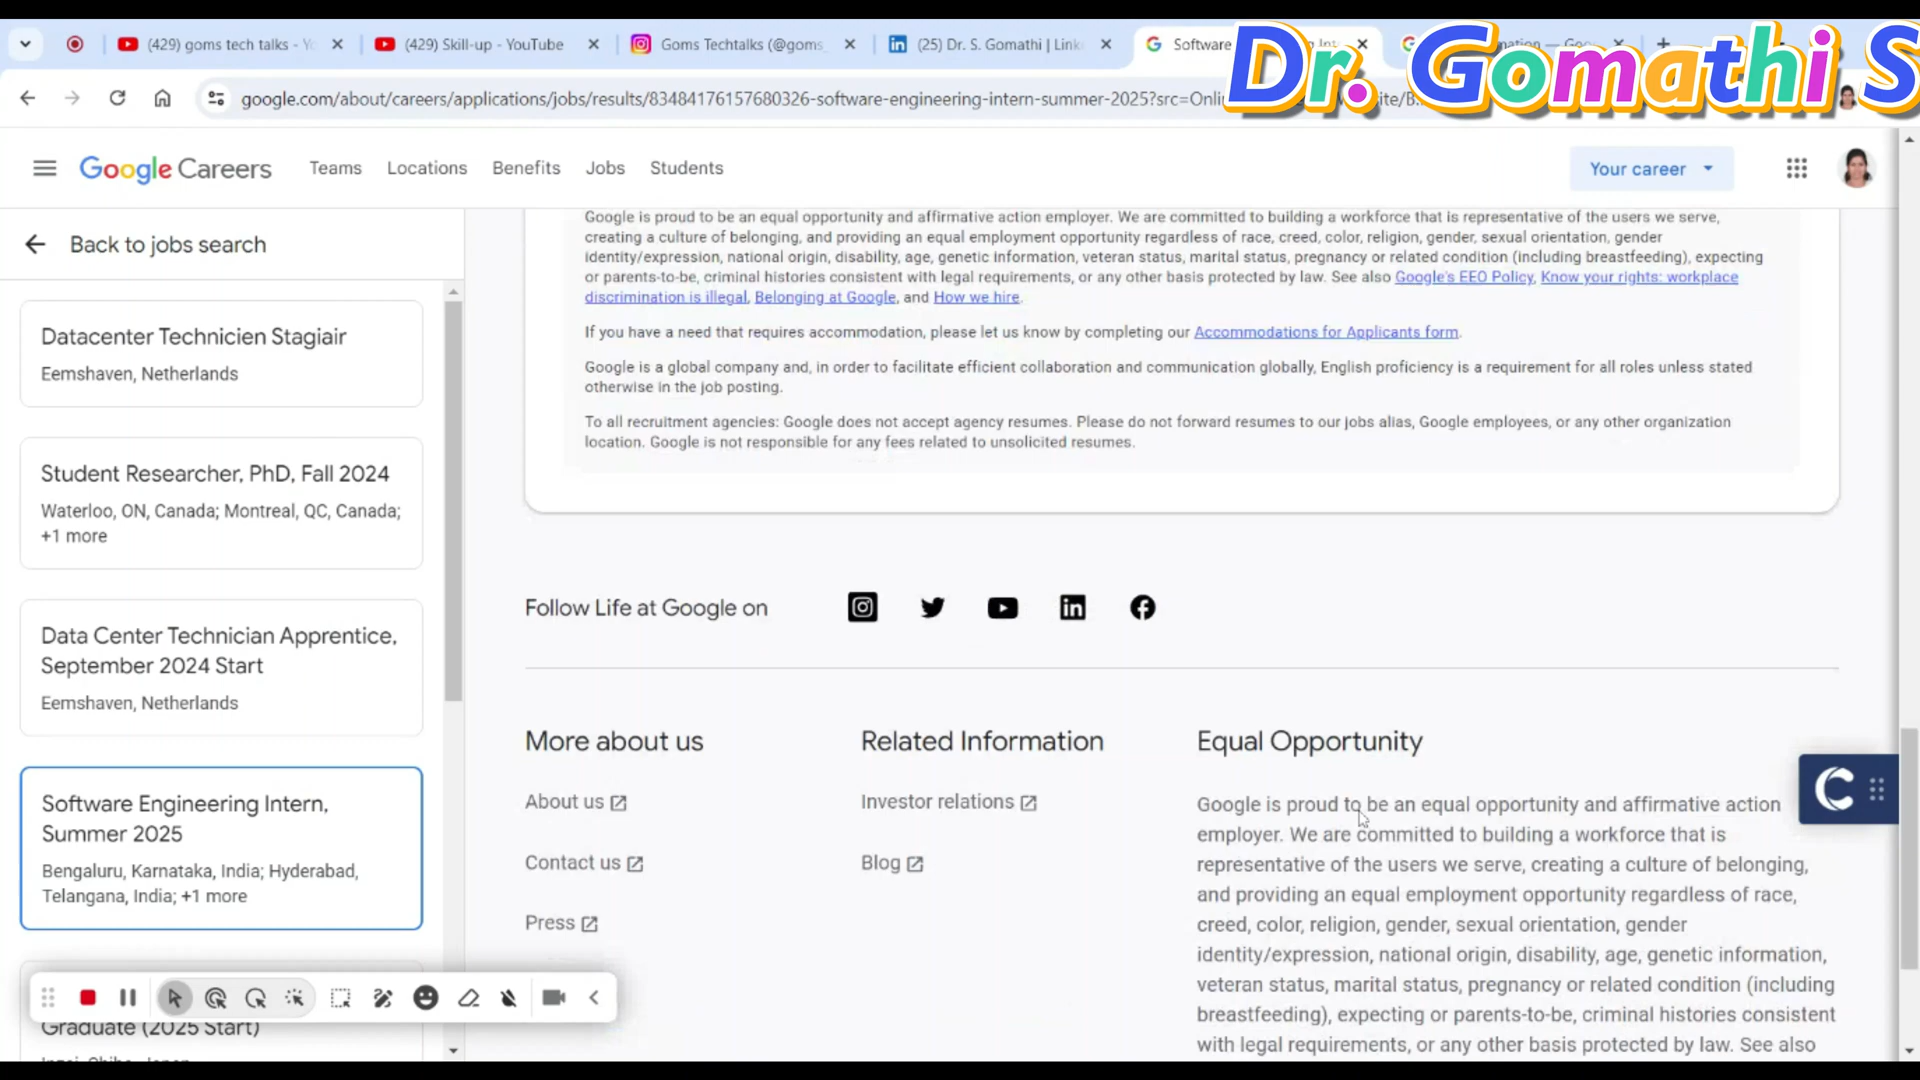 (429) goms tech talks - Yo
(429) Skill-up - YouTube
Goms Techtalks (@goms_
(25) Dr. S. Gomathi | Link
Software
Dr. Gomathi S
google.com/about/careers/applications/jobs/results/83484176157680326-software-engineering-intern-summer-2025?src=Onli
Google Careers
Teams
Locations
Benefits
Jobs
Students
Your career
Back to jobs search
Datacenter Technicien Stagiair
Eemshaven, Netherlands
Student Researcher, PhD, Fall 2024
Waterloo, ON, Canada; Montreal, QC, Canada;
+1 more
Data Center Technician Apprentice,
September 2024 Start
Eemshaven, Netherlands
Software Engineering Intern,
Summer 2025
Bengaluru, Karnataka, India; Hyderabad,
Telangana, India; +1 more
Graduate (2025 Start)
Google is proud to be an equal opportunity and affirmative action employer. We are committed to building a workforce that is representative of the users we serve,
creating a culture of belonging, and providing an equal employment opportunity regardless of race, creed, color, religion, gender, sexual orientation, gender
identity/expression, national origin, disability, age, genetic information, veteran status, marital status, pregnancy or related condition (including breastfeeding), expecting
or parents-to-be, criminal histories consistent with legal requirements, or any other basis protected by law. See also Google's EEO Policy, Know your rights: workplace
discrimination is illegal, Belonging at Google, and How we hire.
If you have a need that requires accommodation, please let us know by completing our Accommodations for Applicants form.
Google is a global company and, in order to facilitate efficient collaboration and communication globally, English proficiency is a requirement for all roles unless stated
otherwise in the job posting.
To all recruitment agencies: Google does not accept agency resumes. Please do not forward resumes to our jobs alias, Google employees, or any other organization
location. Google is not responsible for any fees related to unsolicited resumes.
Follow Life at Google on
More about us
About us
Contact us
Press
Related Information
Investor relations
Blog
Equal Opportunity
Google is proud to be an equal opportunity and affirmative action
employer. We are committed to building a workforce that is
representative of the users we serve, creating a culture of belonging,
and providing an equal employment opportunity regardless of race,
creed, color, religion, gender, sexual orientation, gender
identity/expression, national origin, disability, age, genetic information,
veteran status, marital status, pregnancy or related condition (including
breastfeeding), expecting or parents-to-be, criminal histories consistent
with legal requirements, or any other basis protected by law. See also